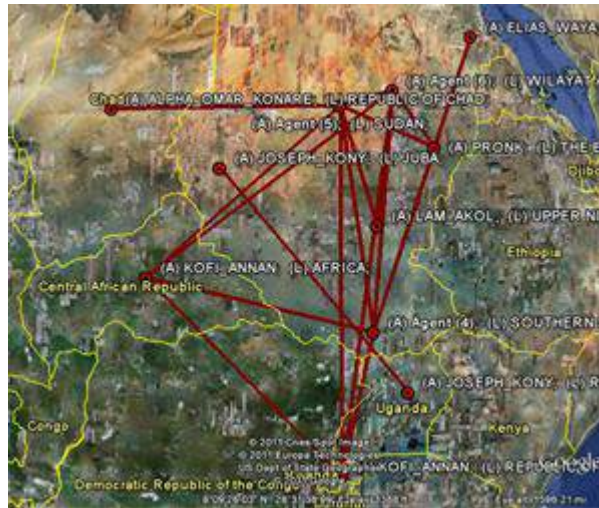 (A) ELIAS_WAYA
(A) Agent (6), (L) WILAYAT
Chad(A) ALPHA_OMAR_KONARE; (L) REPUBLIC OF CHAD
(A) Agent (5), (L) SUDAN;
(A) PRONK; (L) THE E
(A) JOSEPH_KONY; (L) JUBA
Djibo
(A) LAM_AKOL; (L) UPPER NI
Ethiopia
(A) KOFI_ANNAN; (L) AFRICA;
Central African Republic
(A) Agent (4), (L) SOUTHERN
(A) JOSEPH_KONY; (L) R
Uganda
Congo
Kenya
© 2011 Cnes/Spot Image
© 2011 Europa Technologies
US Dept of State Geographer
KOFI_ANNAN; (L) REPUBLIC OF
Democratic Republic of the Congo